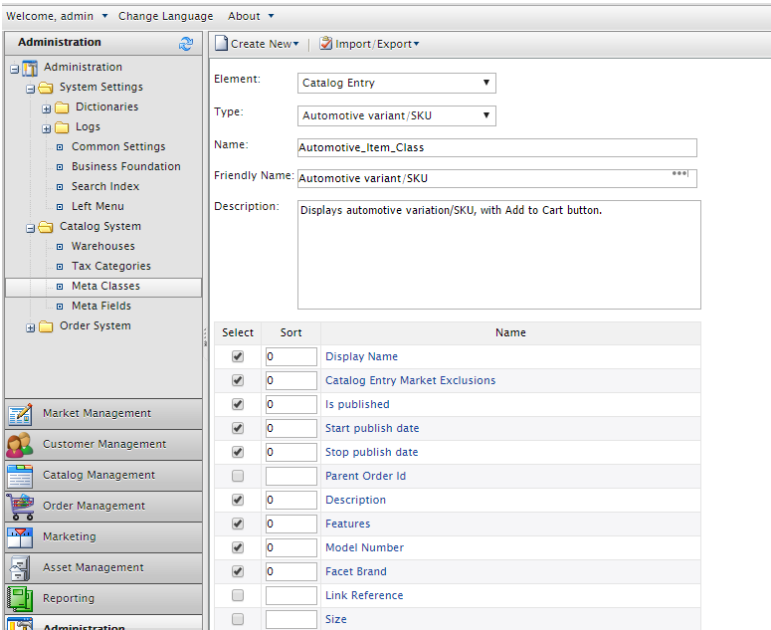 Welcome, admin Change Language About
Administration
Administration
System Settings
Dictionaries
Logs
Common Settings
Business Foundation
Search Index
Left Menu
Catalog System
Warehouses
Tax Categories
Meta Classes
Meta Fields
Order System
Market Management
Customer Management
Catalog Management
Order Management
Marketing
Asset Management
Reporting
Administration
Create New Import/Export
Element: Catalog Entry
Type: Automotive variant/SKU
Name: Automotive_Item_Class
Friendly Name: Automotive variant/SKU
Description: Displays automotive variation/SKU, with Add to Cart button.
Select Sort Name
0 Display Name
0 Catalog Entry Market Exclusions
0 Is published
0 Start publish date
0 Stop publish date
Parent Order Id
0 Description
0 Features
0 Model Number
0 Facet Brand
Link Reference
Size